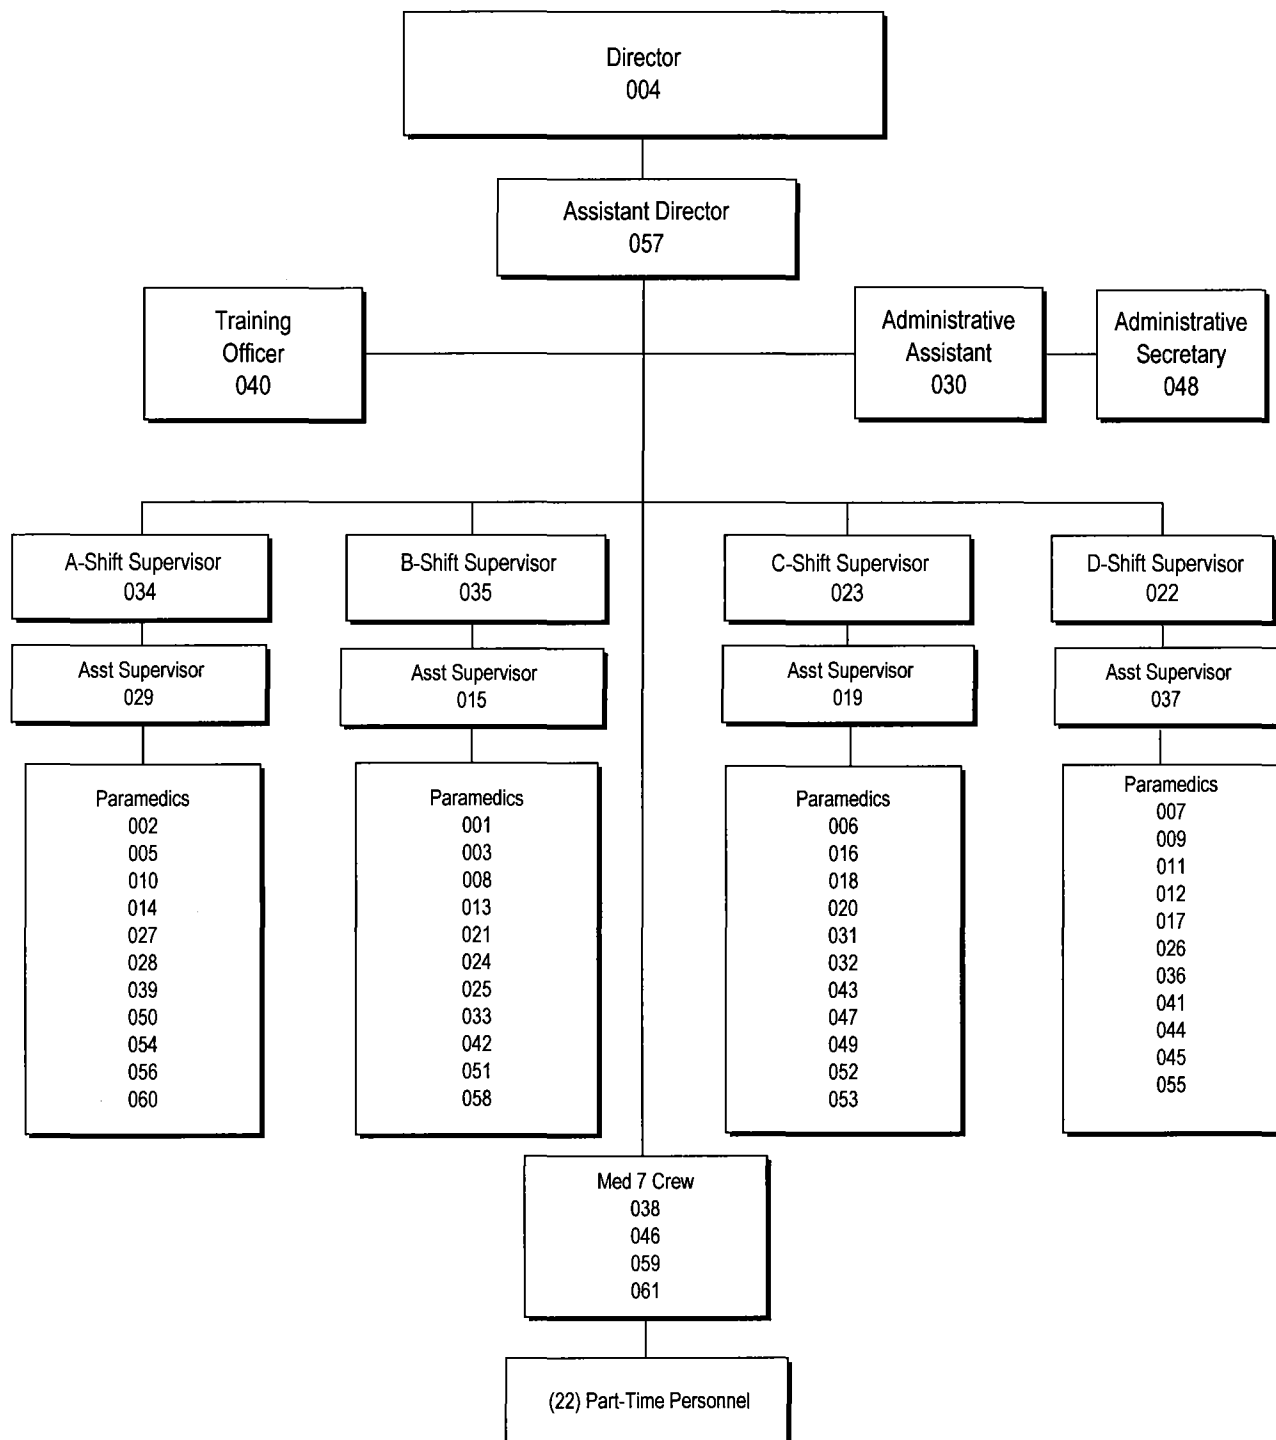 Director
004
Assistant Director
057
Training
Officer
040
Administrative
Assistant
030
Administrative
Secretary
048
A-Shift Supervisor
034
B-Shift Supervisor
035
C-Shift Supervisor
023
D-Shift Supervisor
022
Asst Supervisor
029
Asst Supervisor
015
Asst Supervisor
019
Asst Supervisor
037
Paramedics
002
005
010
014
027
028
039
050
054
056
060
Paramedics
001
003
008
013
021
024
025
033
042
051
058
Paramedics
006
016
018
020
031
032
043
047
049
052
053
Paramedics
007
009
011
012
017
026
036
041
044
045
055
Med 7 Crew
038
046
059
061
(22) Part-Time Personnel